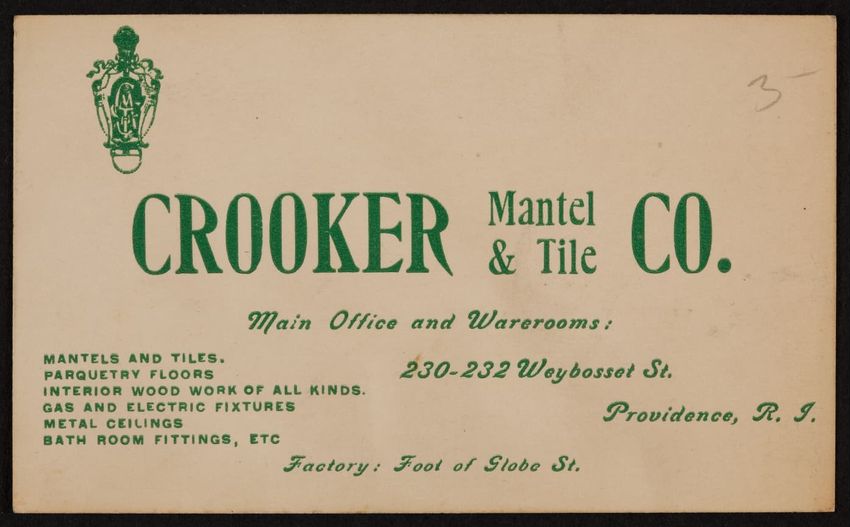 3-
CROOKER Mantel & Tile CO.
Main Office and Warerooms:
230-232 Weybosset St.
Providence, R. I.
MANTELS AND TILES.
PARQUETRY FLOORS
INTERIOR WOOD WORK OF ALL KINDS.
GAS AND ELECTRIC FIXTURES
METAL CEILINGS
BATH ROOM FITTINGS, ETC
Factory: Foot of Globe St.